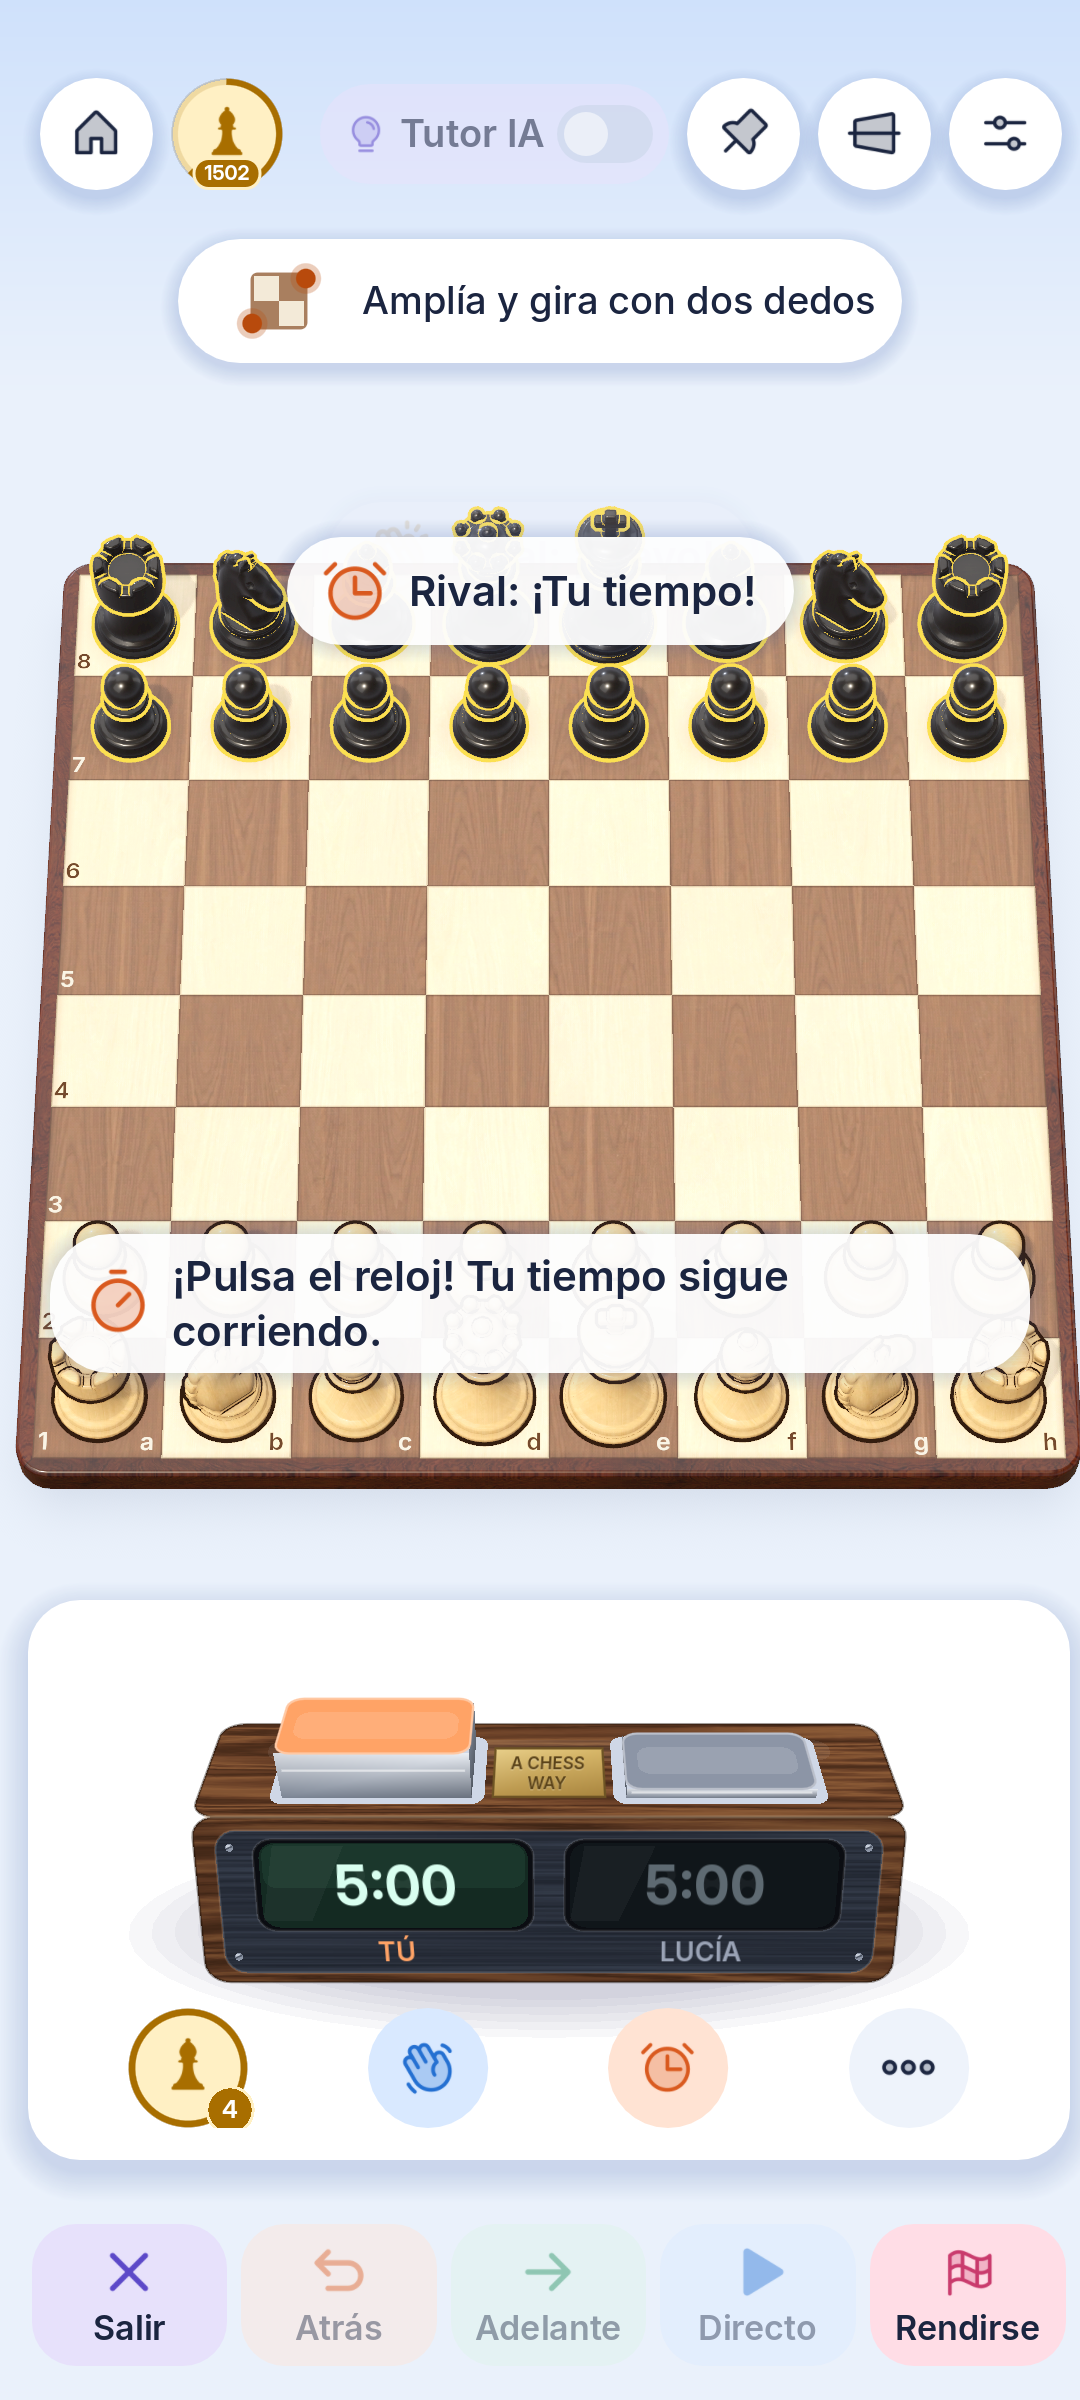 1502
Tutor IA
Amplía y gira con dos dedos
Rival: ¡Tu tiempo!
8
7
6
5
4
3
¡Pulsa el reloj! Tu tiempo sigue
corriendo.
2
1 a b c d e f g h
A CHESS
WAY
5:00 5:00
TÚ LUCÍA
4
Salir Atrás Adelante Directo Rendirse